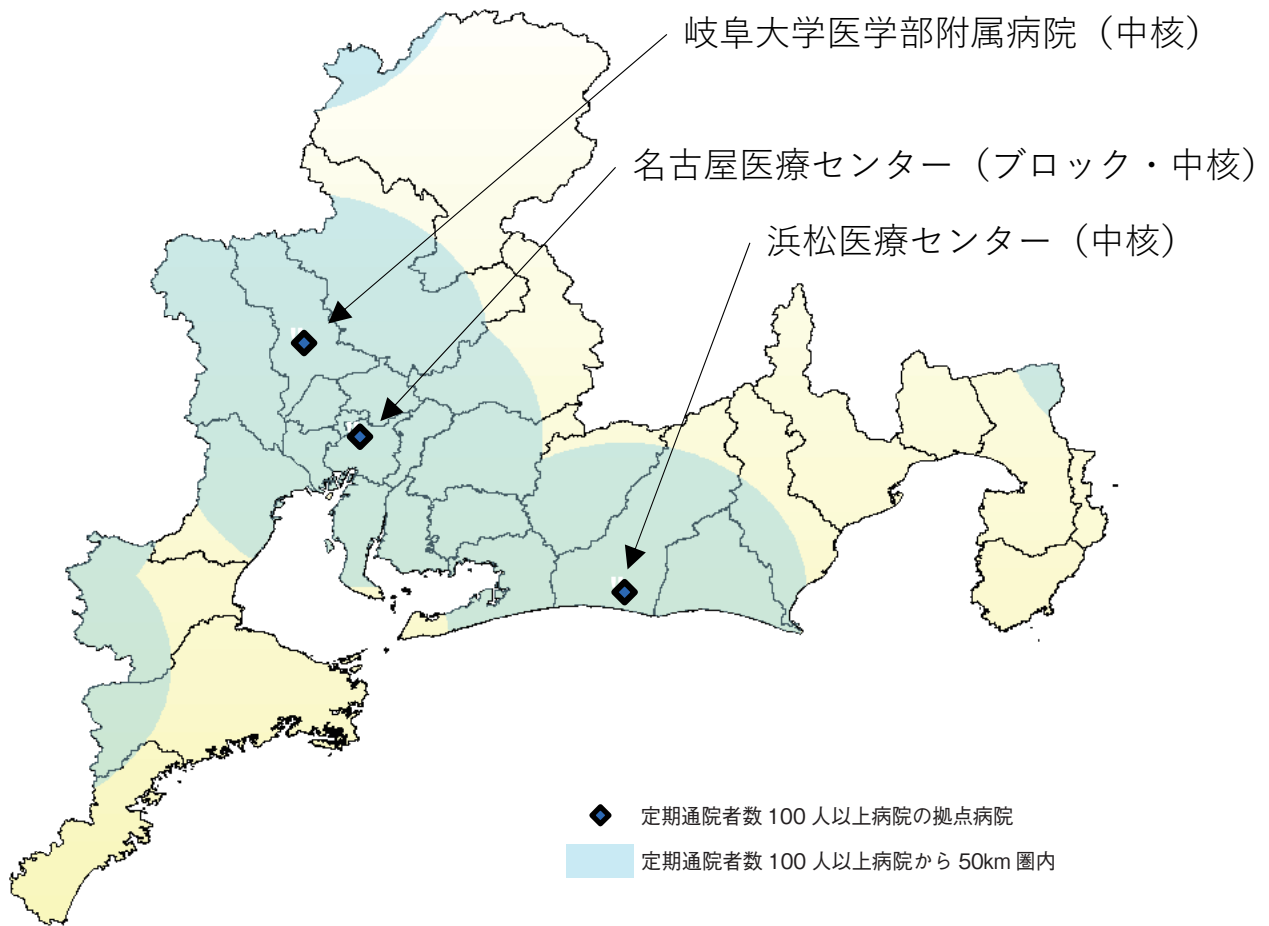 岐阜大学医学部附属病院（中核）
名古屋医療センター（ブロック・中核）
浜松医療センター（中核）
定期通院者数 100 人以上病院の拠点病院
定期通院者数 100 人以上病院から 50km 圏内